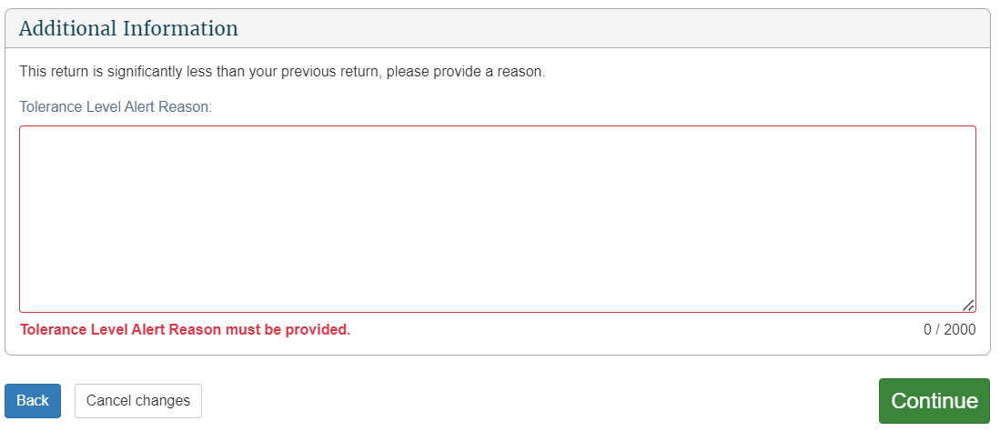 Additional Information
This return is significantly less than your previous return, please provide a reason.
Tolerance Level Alert Reason:
Tolerance Level Alert Reason must be provided.
0 / 2000
Back
Cancel changes
Continue